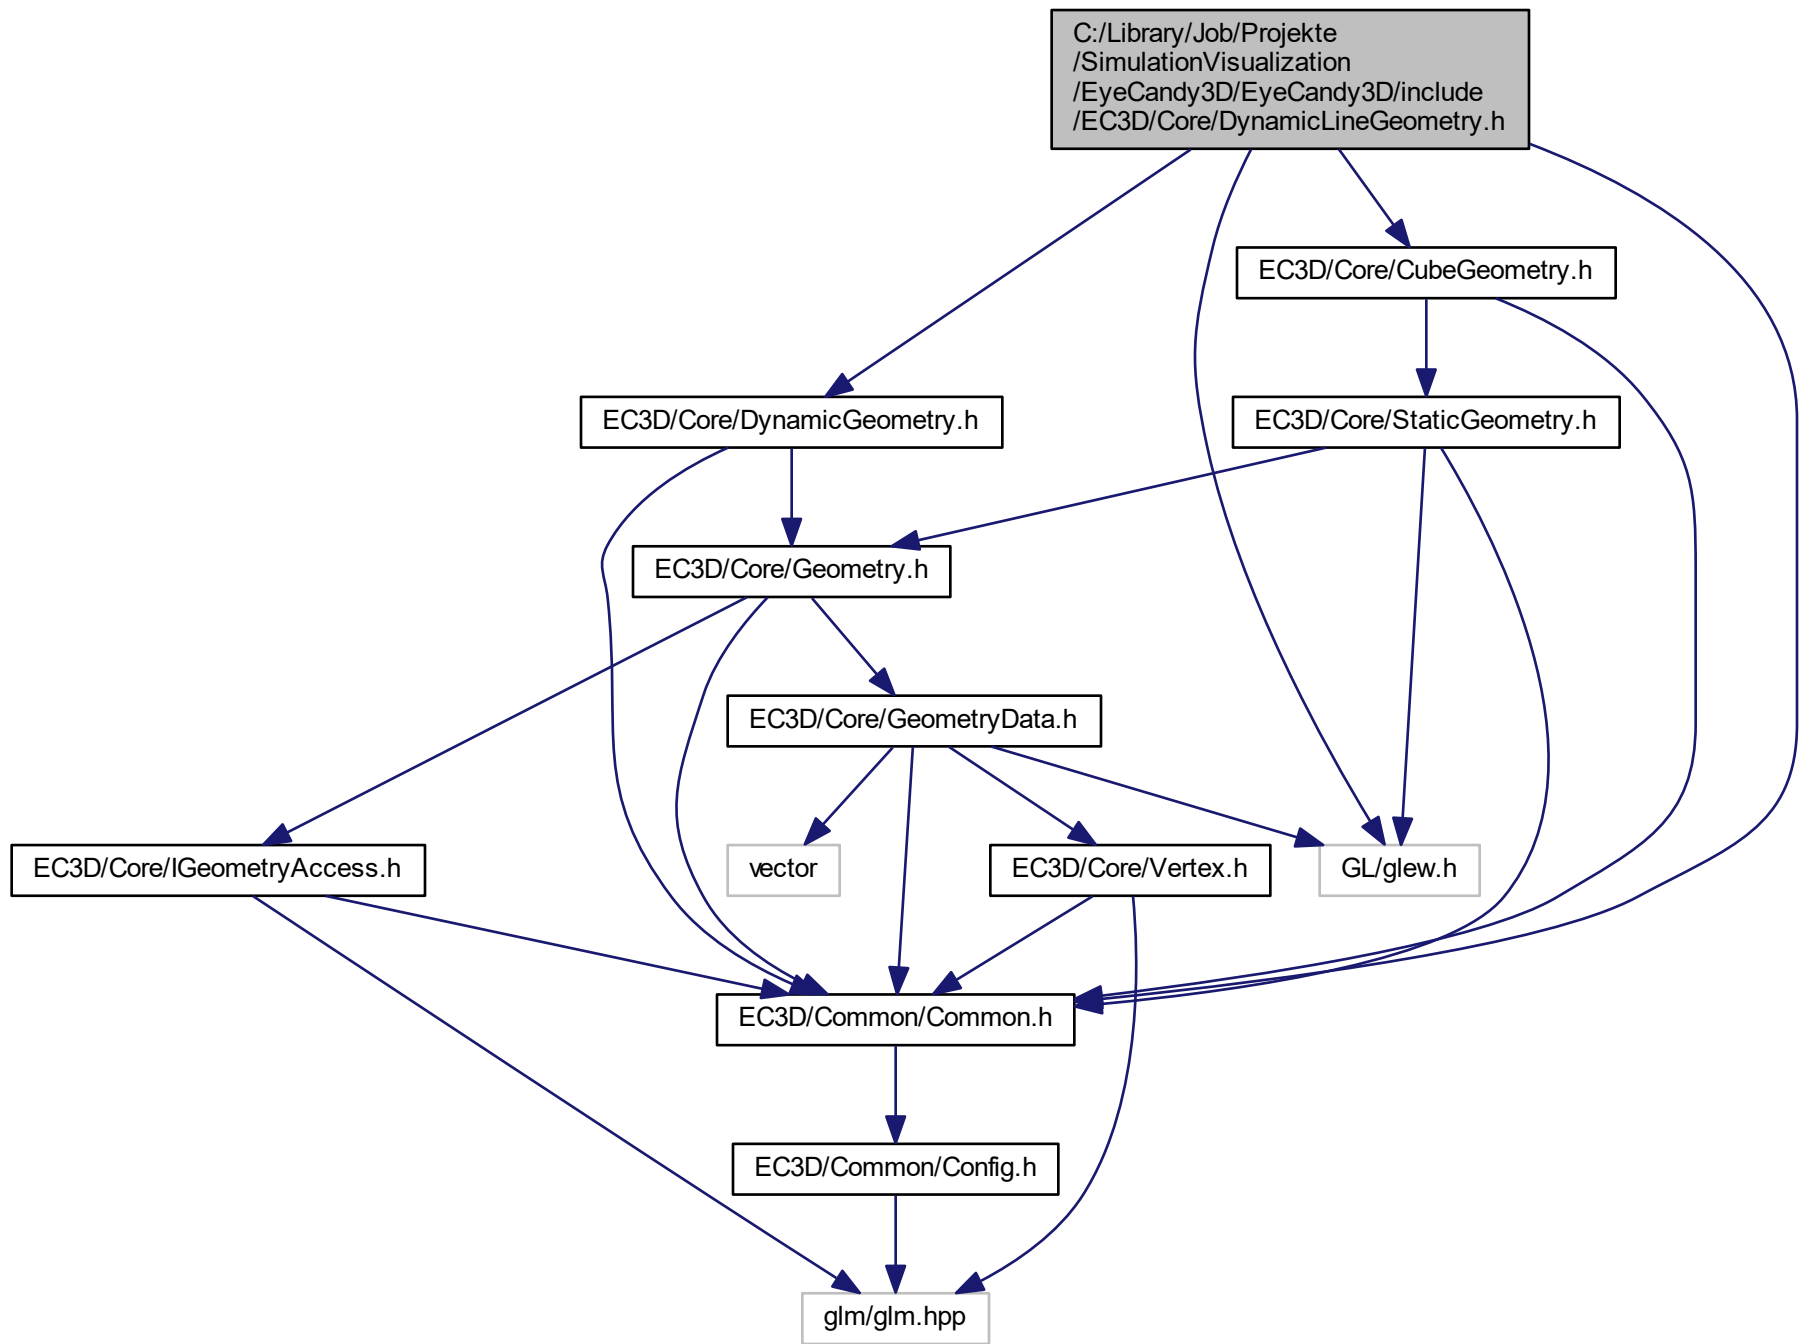 C:/Library/Job/Projekte
/SimulationVisualization
/EyeCandy3D/EyeCandy3D/include
/EC3D/Core/DynamicLineGeometry.h
EC3D/Core/CubeGeometry.h
EC3D/Core/DynamicGeometry.h
EC3D/Core/StaticGeometry.h
EC3D/Core/Geometry.h
EC3D/Core/GeometryData.h
EC3D/Core/IGeometryAccess.h
vector
EC3D/Core/Vertex.h
GL/glew.h
EC3D/Common/Common.h
EC3D/Common/Config.h
glm/glm.hpp